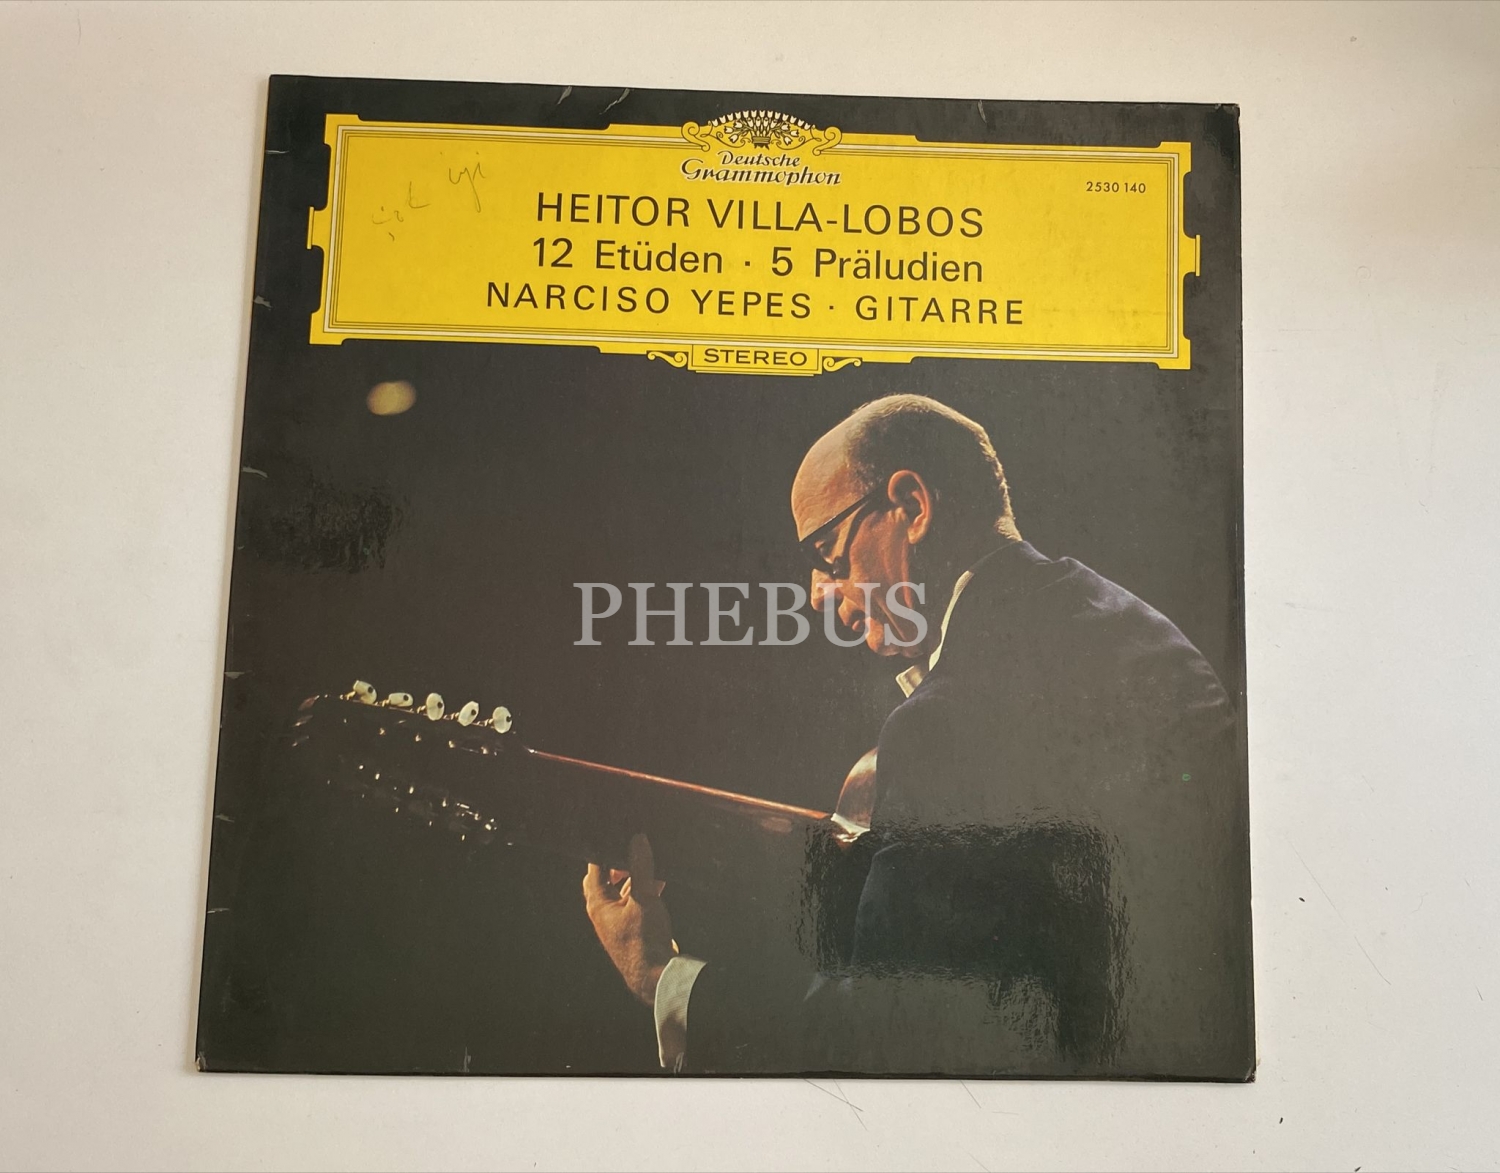 Deutsche
Grammophon
2530 140
çok iyi
HEITOR VILLA-LOBOS
12 Etüden · 5 Präludien
NARCISO YEPES · GITARRE
STEREO
PHEBUS